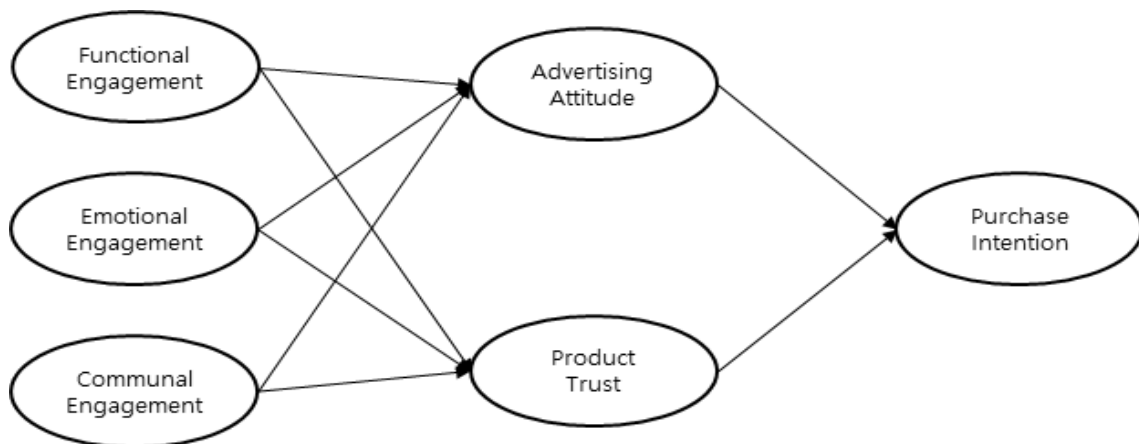 Functional
Engagement
Advertising
Attitude
Emotional
Engagement
Purchase
Intention
Communal
Engagement
Product
Trust